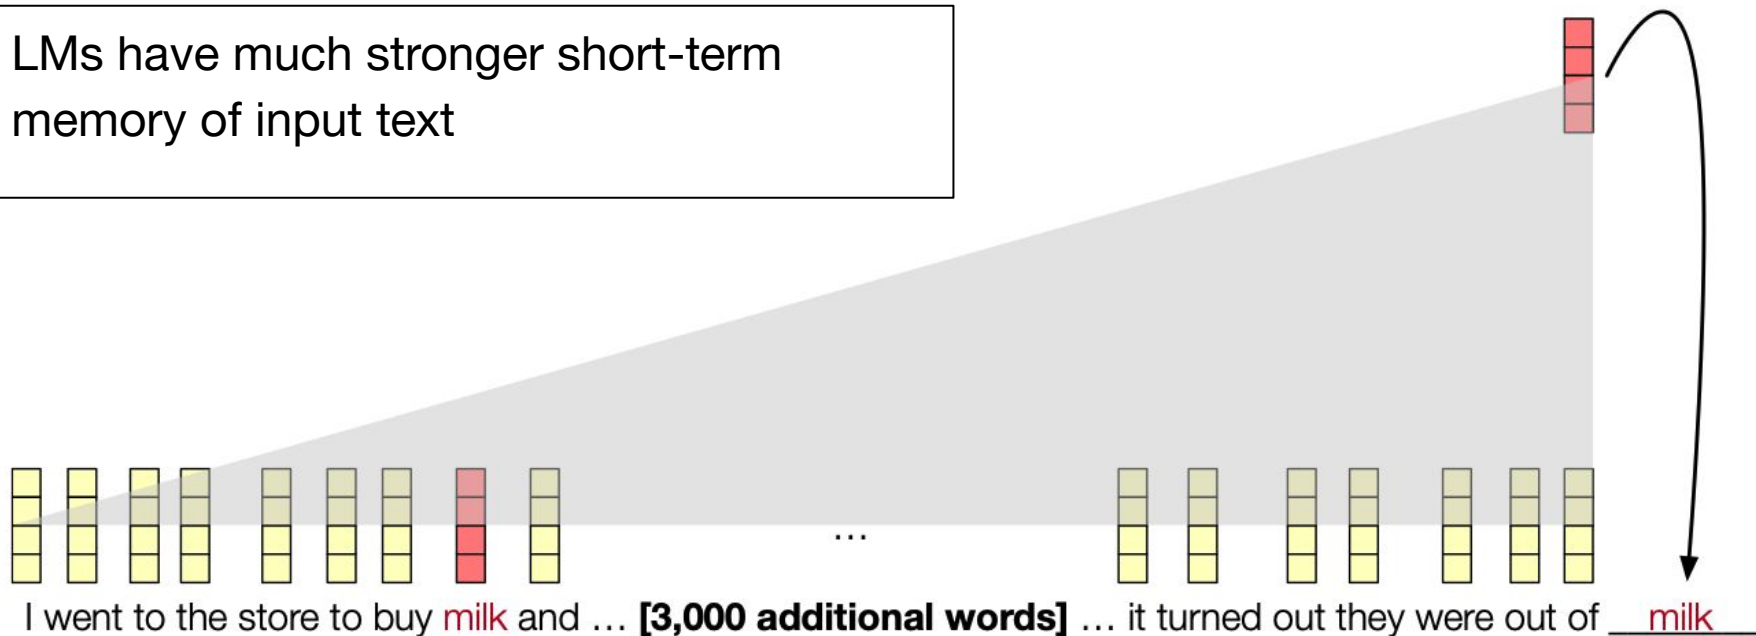 LMs have much stronger short-term
memory of input text
...
I went to the store to buy milk and … [3,000 additional words] … it turned out they were out of milk